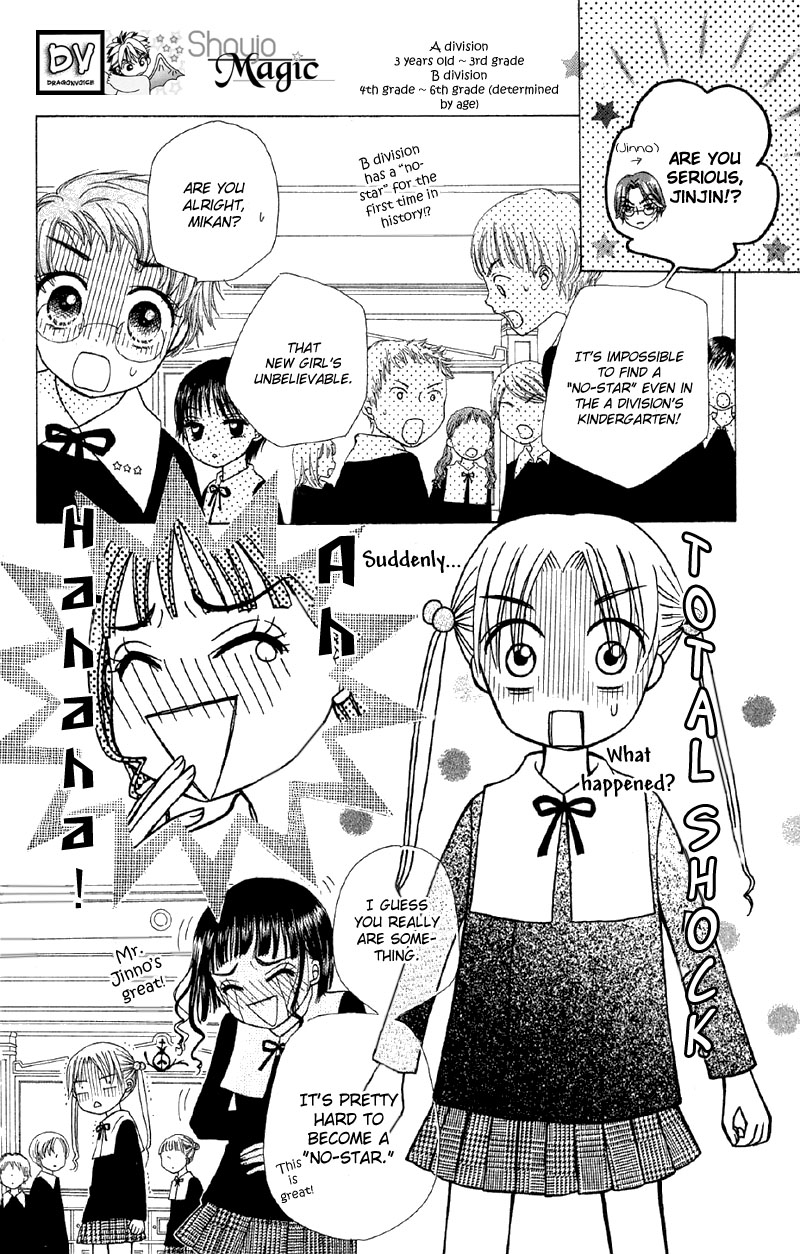 DV
DRAGONVOICE
Shoujo
Magic
A division
3 years old ~ 3rd grade
B division
4th grade ~ 6th grade (determined
by age)
(Jinno)
→
ARE YOU
SERIOUS,
JINJIN!?
IT'S IMPOSSIBLE
TO FIND A
"NO-STAR" EVEN IN
THE A DIVISION'S
KINDERGARTEN!
B division
has a "no-
star" for the
first time in
history!?
ARE YOU
ALRIGHT,
MIKAN?
THAT
NEW GIRL'S
UNBELIEVABLE.
TOTAL SHOCK
Suddenly...
What
happened?
Ah
Hahaha!
I GUESS
YOU REALLY
ARE SOME-
THING.
Mr.
Jinno's
great!
IT'S PRETTY
HARD TO
BECOME A
"NO-STAR."
This
is
great!